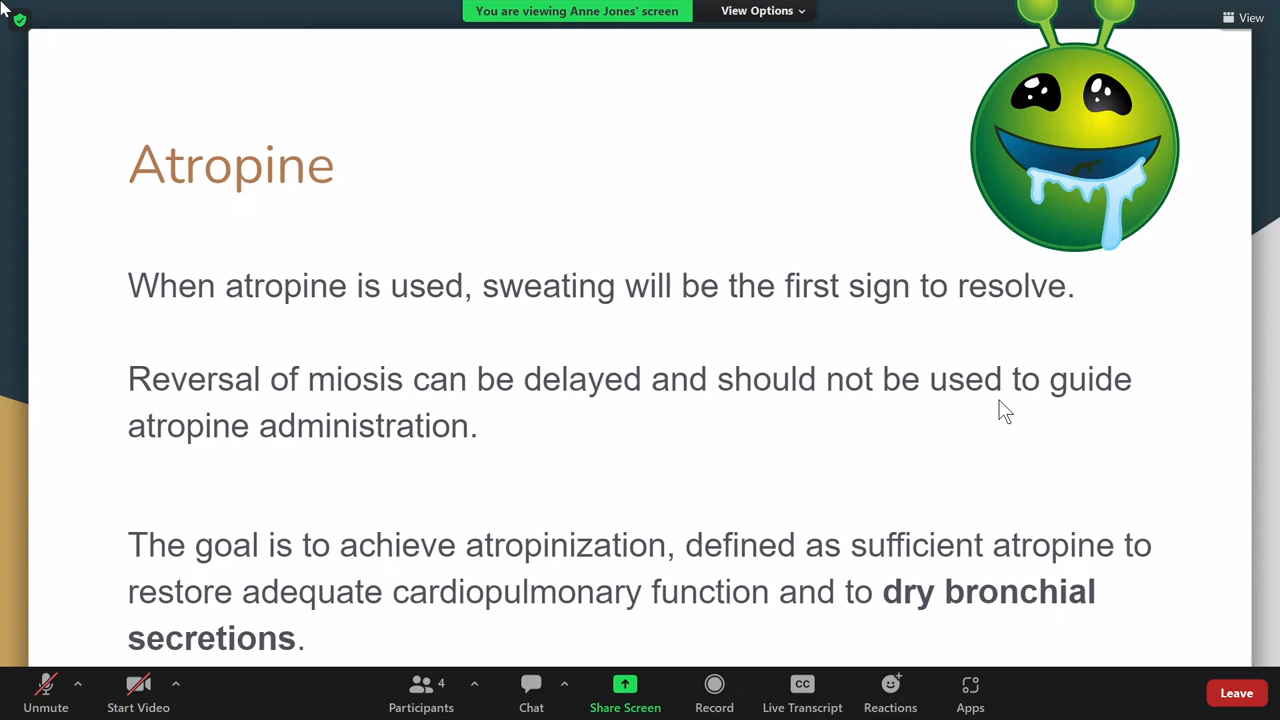 You are viewing Anne Jones' screen
View Options
View
Atropine
When atropine is used, sweating will be the first sign to resolve.
Reversal of miosis can be delayed and should not be used to guide
atropine administration.
The goal is to achieve atropinization, defined as sufficient atropine to
restore adequate cardiopulmonary function and to dry bronchial
secretions.
Unmute
Start Video
4
Participants
Chat
Share Screen
Record
CC
Live Transcript
Reactions
Apps
Leave